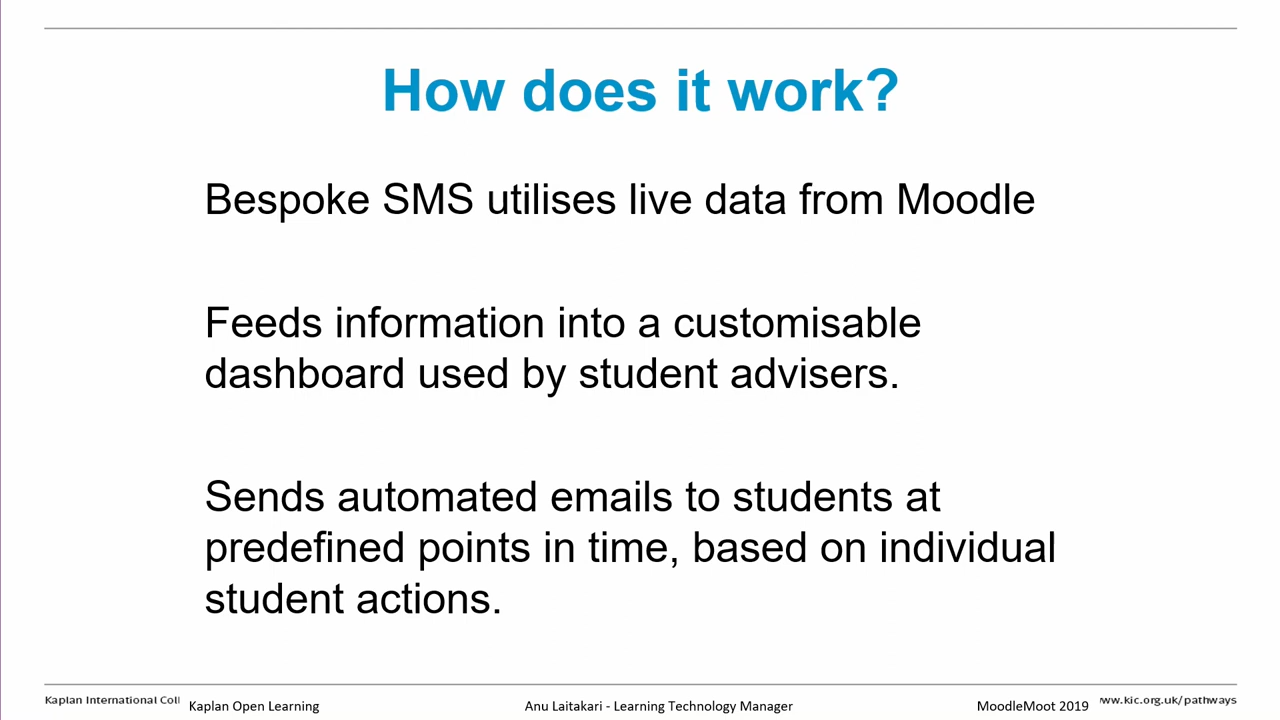 How does it work?
Bespoke SMS utilises live data from Moodle
Feeds information into a customisable
dashboard used by student advisers.
Sends automated emails to students at
predefined points in time, based on individual
student actions.
Kaplan International Coll
Kaplan Open Learning
Anu Laitakari - Learning Technology Manager
MoodleMoot 2019
ww.kic.org.uk/pathways